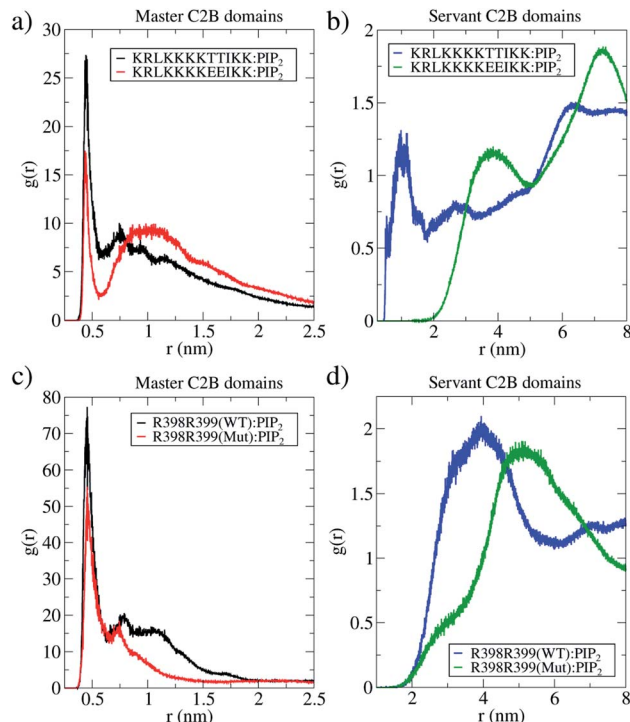 a)
Master C2B domains
KRLKKKKTTIKK:PIP₂
KRLKKKKEEIKK:PIP₂
g(r)
30
25
20
15
10
5
0
0.5 1 1.5 2 2.5
r (nm)
b)
Servant C2B domains
KRLKKKKTTIKK:PIP₂
KRLKKKKEEIKK:PIP₂
g(r)
2
1.5
1
0.5
0
2 4 6 8
r (nm)
c)
Master C2B domains
R398R399(WT):PIP₂
R398R399(Mut):PIP₂
g(r)
80
70
60
50
40
30
20
10
0
0.5 1 1.5 2 2.5
r (nm)
d)
Servant C2B domains
g(r)
2
1.5
1
0.5
0
R398R399(WT):PIP₂
R398R399(Mut):PIP₂
2 4 6 8
r (nm)